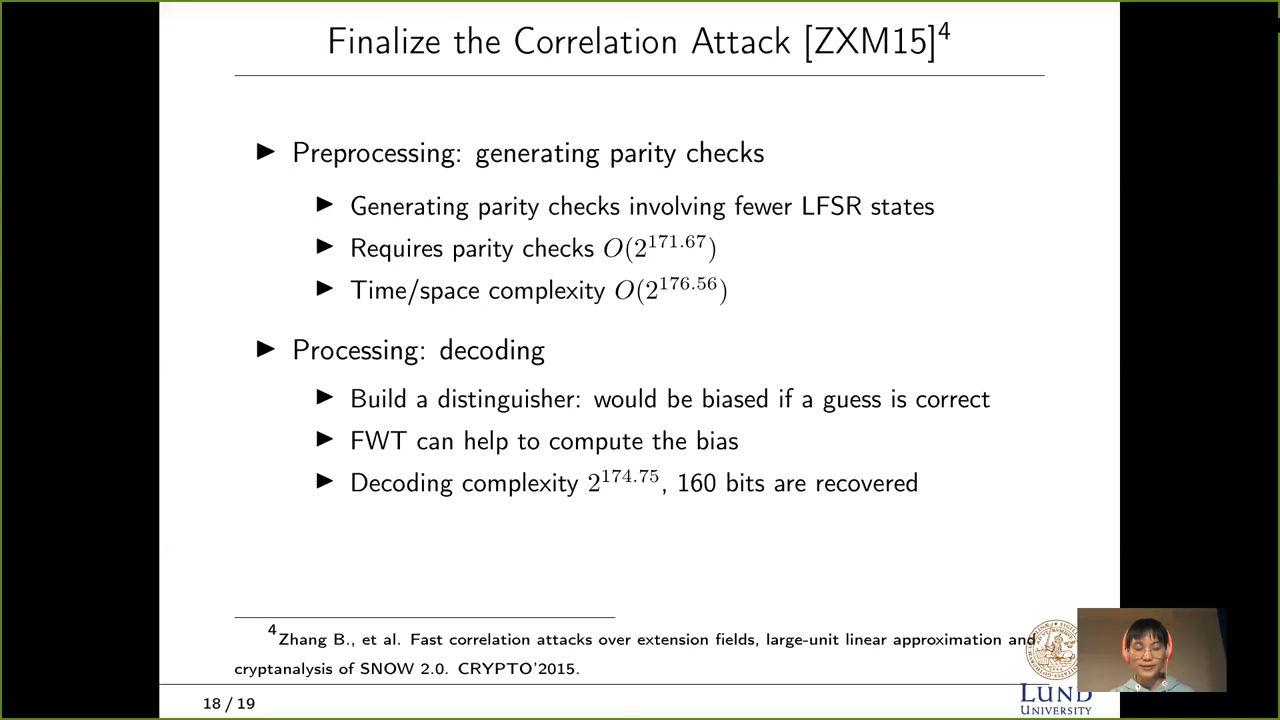 Finalize the Correlation Attack [ZXM15]⁴
▶ Preprocessing: generating parity checks
▶ Generating parity checks involving fewer LFSR states
▶ Requires parity checks O(2^171.67)
▶ Time/space complexity O(2^176.56)
▶ Processing: decoding
▶ Build a distinguisher: would be biased if a guess is correct
▶ FWT can help to compute the bias
▶ Decoding complexity 2^174.75, 160 bits are recovered
⁴Zhang B., et al. Fast correlation attacks over extension fields, large-unit linear approximation and
cryptanalysis of SNOW 2.0. CRYPTO'2015.
18 / 19
LUND
UNIVERSITY